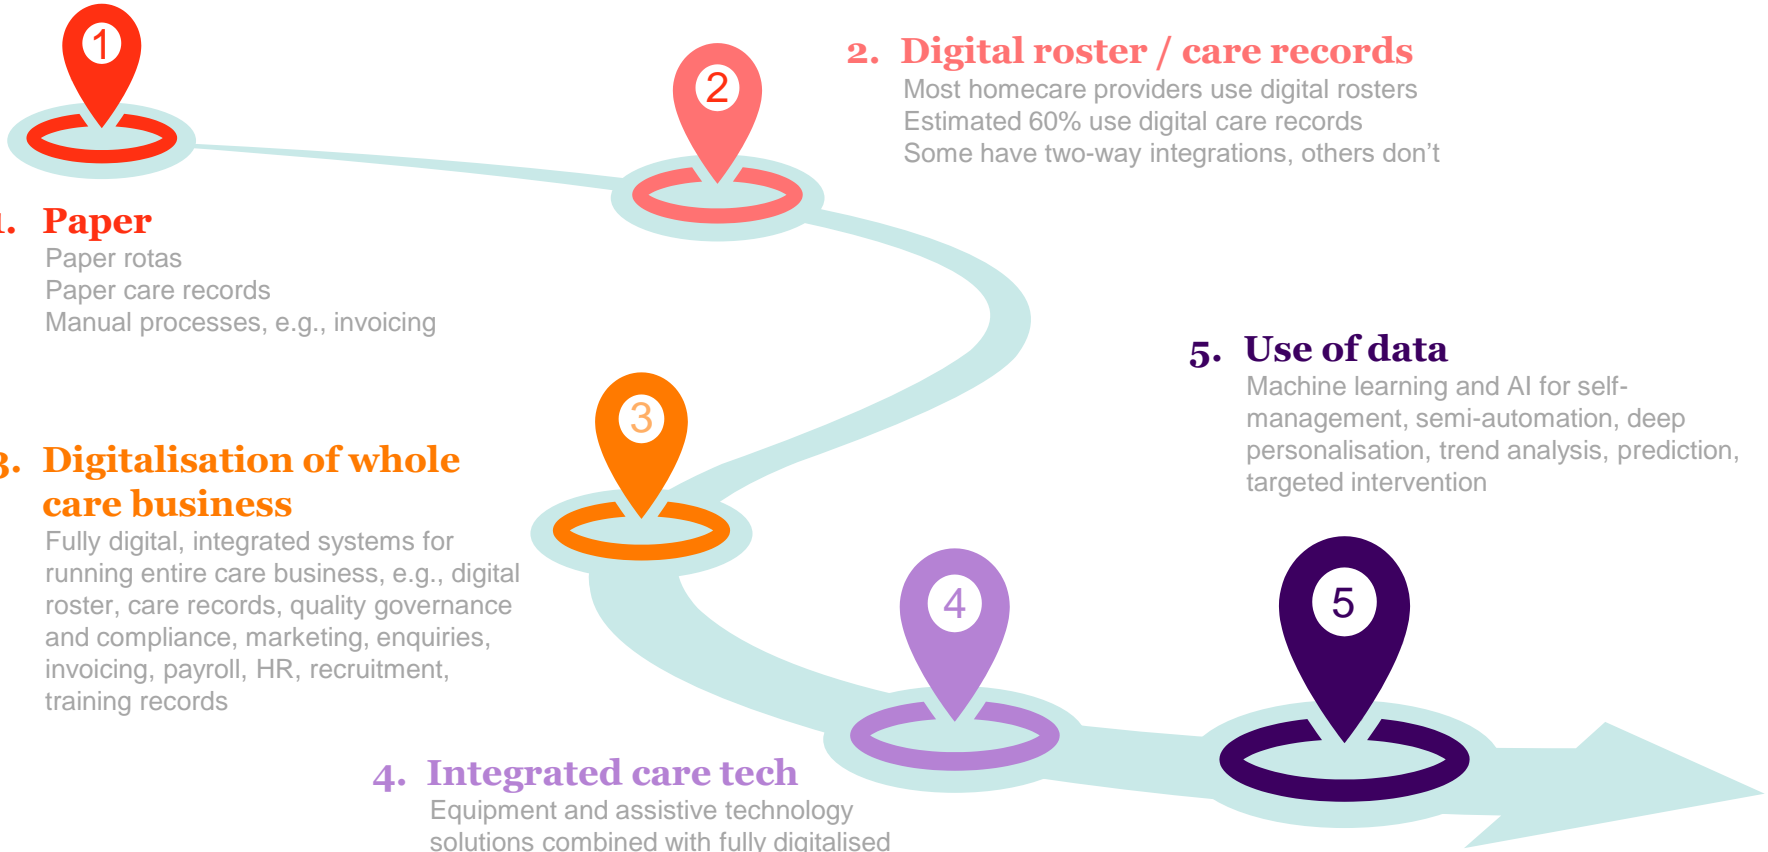 1
2
2. Digital roster / care records
Most homecare providers use digital rosters
Estimated 60% use digital care records
Some have two-way integrations, others don’t
1. Paper
Paper rotas
Paper care records
Manual processes, e.g., invoicing
3
3. Digitalisation of whole
care business
Fully digital, integrated systems for
running entire care business, e.g., digital
roster, care records, quality governance
and compliance, marketing, enquiries,
invoicing, payroll, HR, recruitment,
training records
5. Use of data
Machine learning and AI for self-
management, semi-automation, deep
personalisation, trend analysis, prediction,
targeted intervention
4
5
4. Integrated care tech
Equipment and assistive technology
solutions combined with fully digitalised